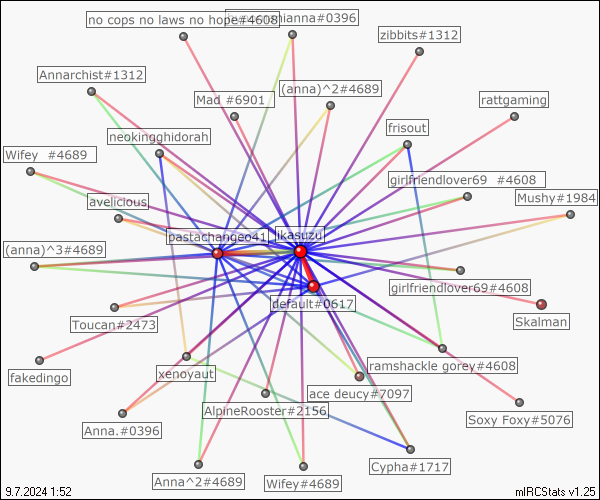 no cops no laws no hope#4608
anna#0396
zibbits#1312
Annarchist#1312
(anna)^2#4689
Mad #6901
rattgaming
neokingghidorah
frisout
Wifey #4689
girlfriendlover69 #4608
Mushy#1984
avelicious
pastachangeo41
ikasuzu
(anna)^3#4689
girlfriendlover69#4608
default#0617
Toucan#2473
Skalman
fakedingo
xenoyaut
ramshackle gorey#4608
ace deucy#7097
AlpineRooster#2156
Soxy Foxy#5076
Anna.#0396
Cypha#1717
Anna^2#4689
Wifey#4689
9.7.2024 1:52
mIRCStats v1.25